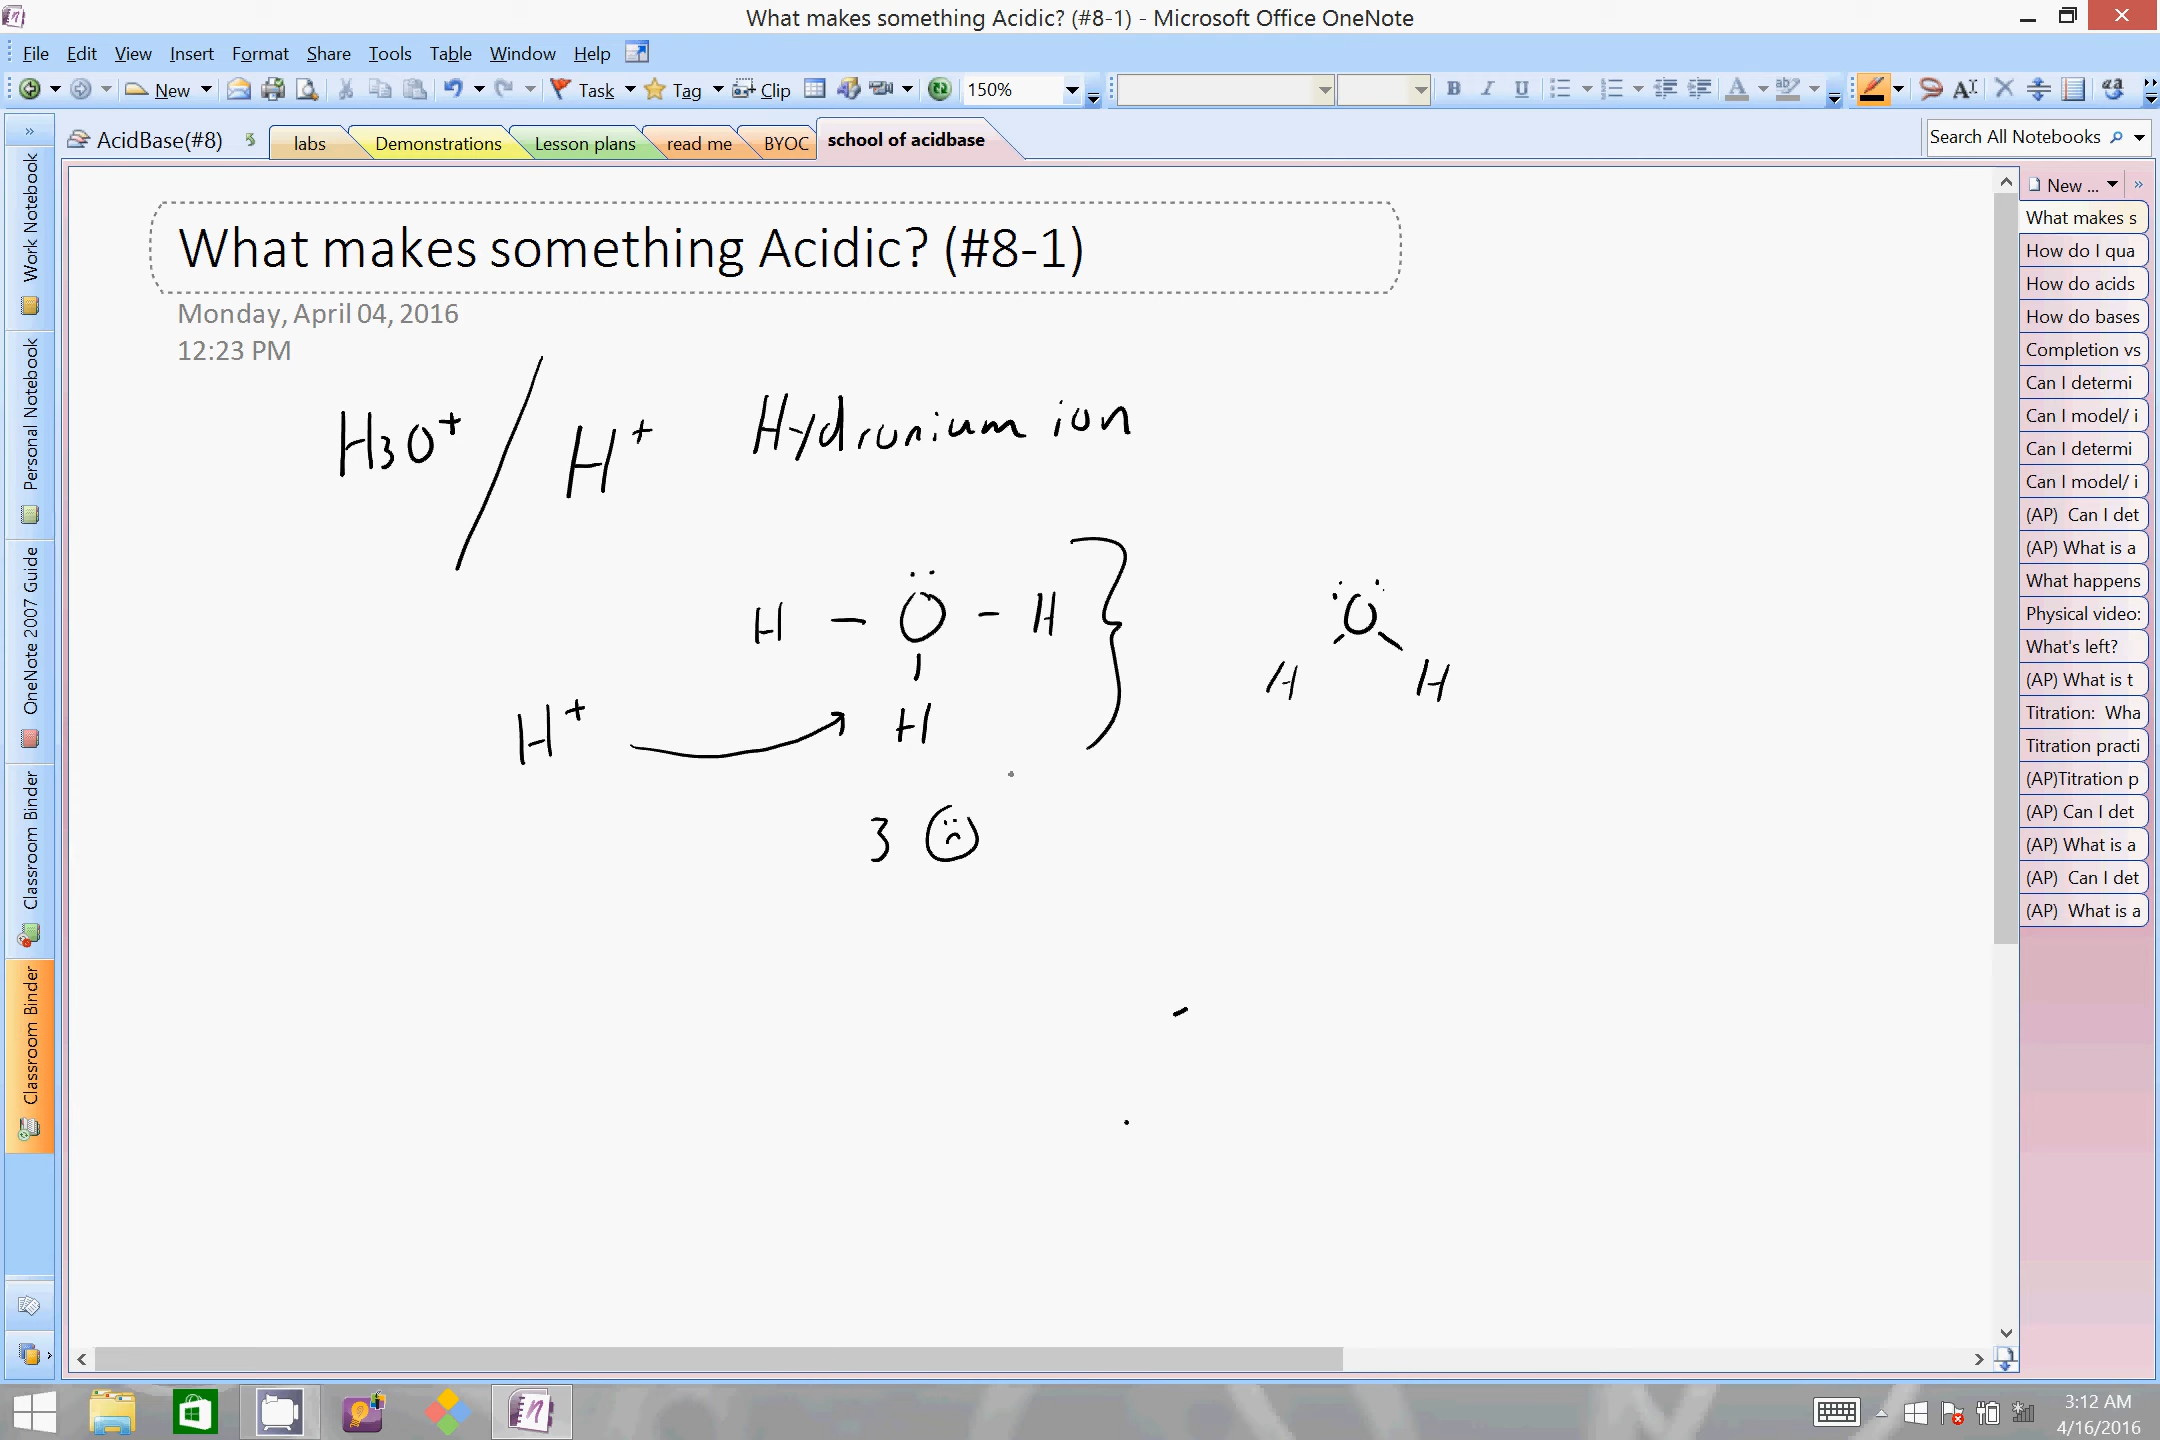 What makes something Acidic? (#8-1) - Microsoft Office OneNote
File Edit View Insert Format Share Tools Table Window Help
New Task Tag Clip 150% B I U
AcidBase(#8) labs Demonstrations Lesson plans read me BYOC school of acidbase Search All Notebooks
Work Notebook
Personal Notebook
OneNote 2007 Guide
Classroom Binder
Classroom Binder
What makes something Acidic? (#8-1)
Monday, April 04, 2016
12:23 PM
H3O+ / H+ Hydronium ion
H - O - H
H
H+
O
H H
3
New ...
What makes s
How do I qua
How do acids
How do bases
Completion vs
Can I determi
Can I model/ i
Can I determi
Can I model/ i
(AP) Can I det
(AP) What is a
What happens
Physical video:
What's left?
(AP) What is t
Titration: Wha
Titration practi
(AP)Titration p
(AP) Can I det
(AP) What is a
(AP) Can I det
(AP) What is a
3:12 AM
4/16/2016